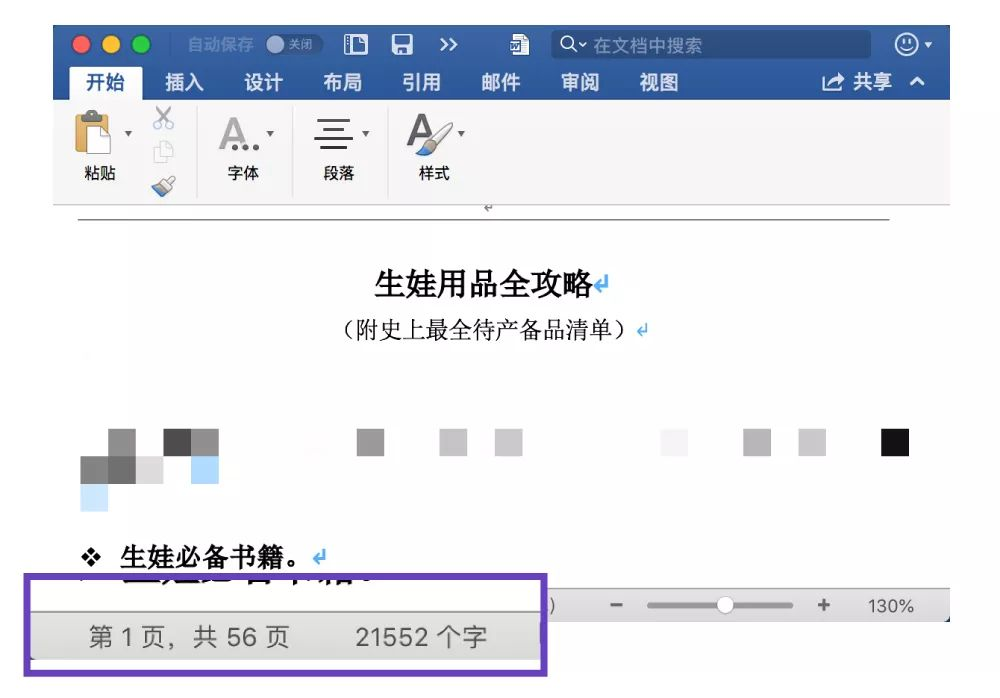 自动保存 关闭 在文档中搜索
开始 插入 设计 布局 引用 邮件 审阅 视图 共享
粘贴 字体 段落 样式
生娃用品全攻略
（附史上最全待产备品清单）
❖ 生娃必备书籍。
130%
第 1 页，共 56 页 21552 个字